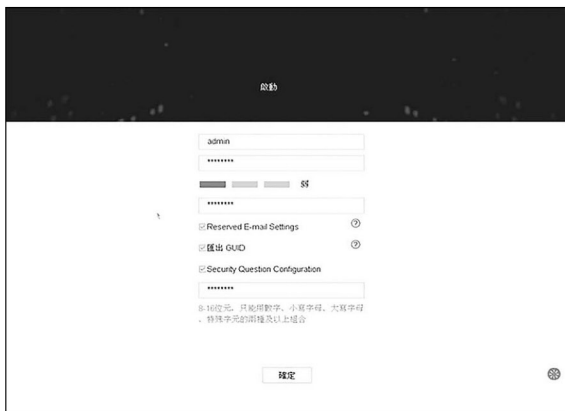 啟動
admin
********
弱
********
Reserved E-mail Settings
匯出 GUID
Security Question Configuration
********
8-16位元，只能用數字、小寫字母、大寫字母
、特殊字元的兩種及以上組合
確定